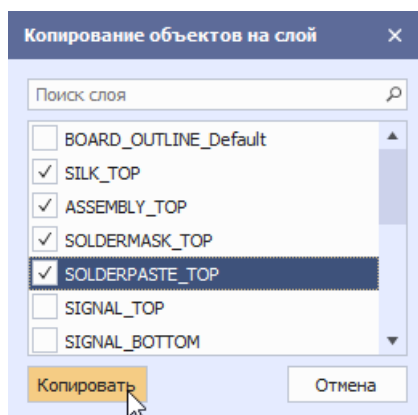 Копирование объектов на слой
Поиск слоя
BOARD_OUTLINE_Default
SILK_TOP
ASSEMBLY_TOP
SOLDERMASK_TOP
SOLDERPASTE_TOP
SIGNAL_TOP
SIGNAL_BOTTOM
Копировать Отмена